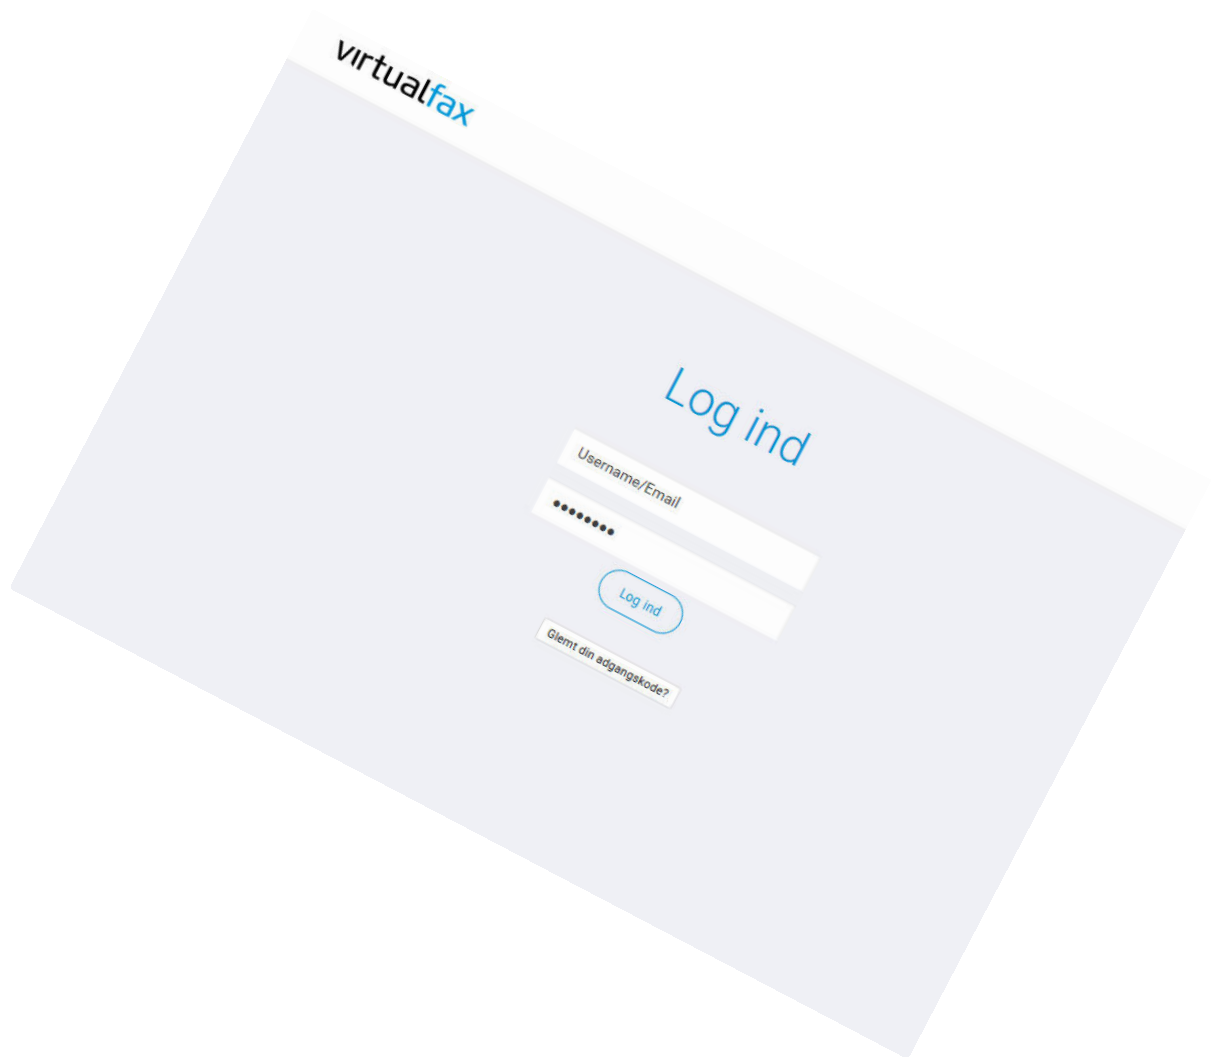 virtualfax
Log ind
Username/Email
••••••••
Log ind
Glemt din adgangskode?